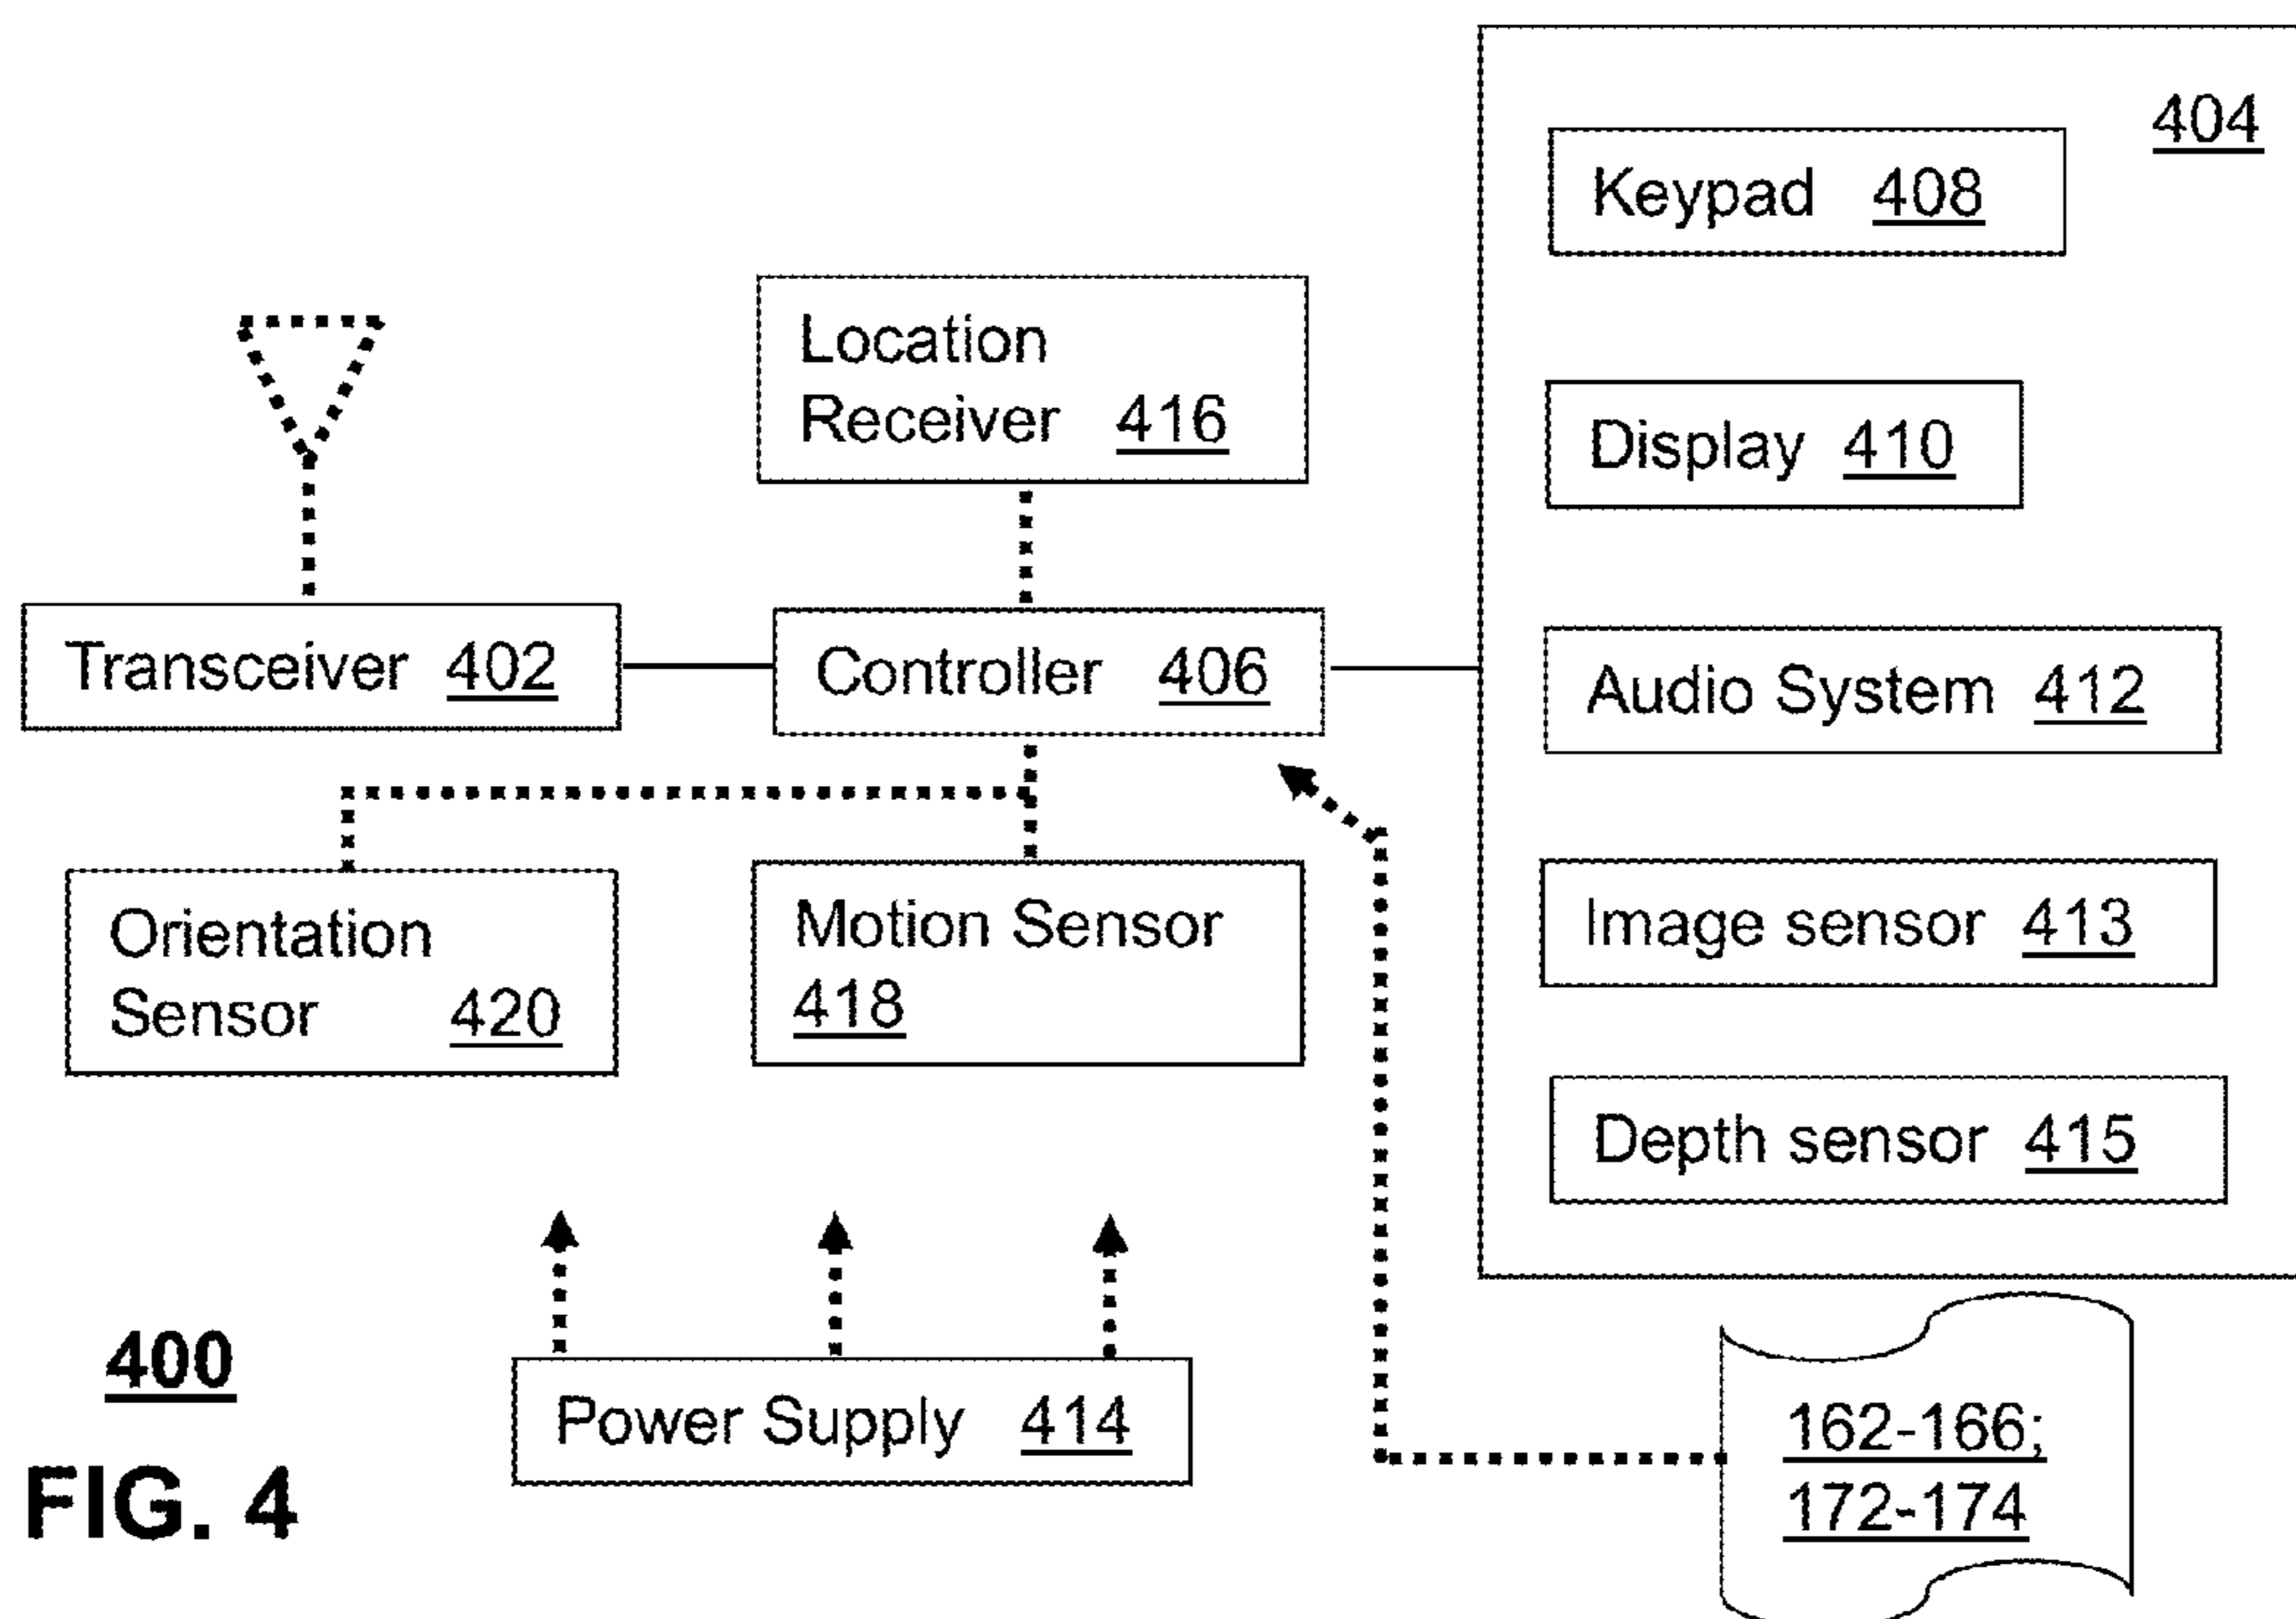 404
Keypad 408
Location
Receiver 416
Display 410
Transceiver 402
Controller 406
Audio System 412
Orientation
Sensor 420
Motion Sensor
418
Image sensor 413
Depth sensor 415
400
Power Supply 414
162-166;
172-174
FIG. 4